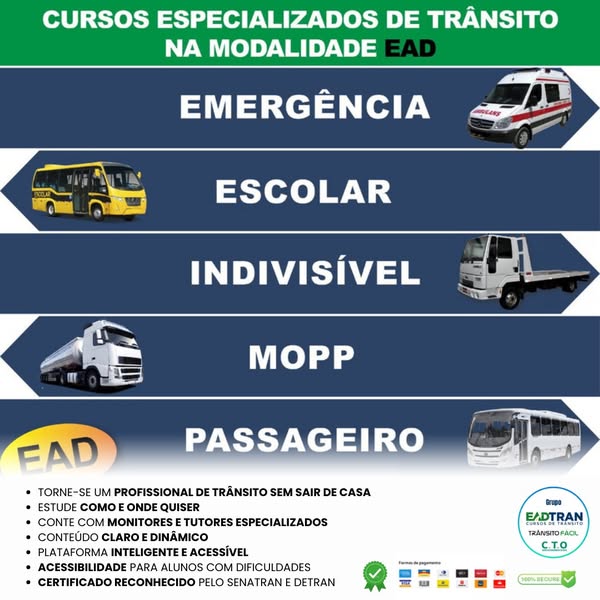 CURSOS ESPECIALIZADOS DE TRÂNSITO
NA MODALIDADE EAD
EMERGÊNCIA
AMBULANS
ESCOLAR
ESCOLAR
INDIVISÍVEL
MOPP
PASSAGEIRO
EAD
• TORNE-SE UM PROFISSIONAL DE TRÂNSITO SEM SAIR DE CASA
• ESTUDE COMO E ONDE QUISER
• CONTE COM MONITORES E TUTORES ESPECIALIZADOS
• CONTEÚDO CLARO E DINÂMICO
• PLATAFORMA INTELIGENTE E ACESSÍVEL
• ACESSIBILIDADE PARA ALUNOS COM DIFICULDADES
• CERTIFICADO RECONHECIDO PELO SENATRAN E DETRAN
Grupo
EADTRAN
CURSOS DE TRÂNSITO
TRÂNSITO FÁCIL
C.T.O
Formas de pagamento
100% SECURE